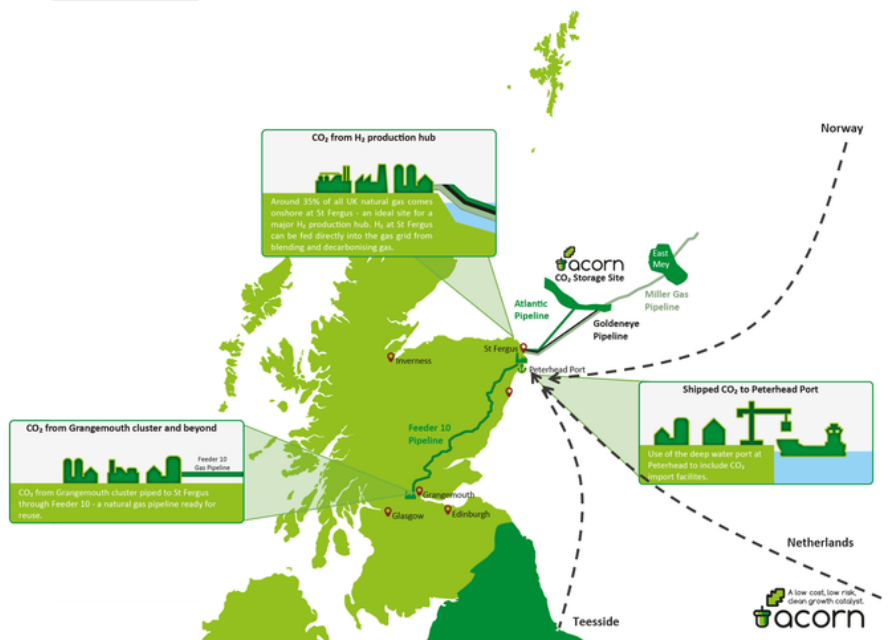 Norway
CO₂ from H₂ production hub
Around 35% of all UK natural gas comes
onshore at St Fergus - an ideal site for a
major H₂ production hub. H₂ at St Fergus
can be fed directly into the gas grid from
blending and decarbonising gas.
acorn
CO₂ Storage Site
East
Mey
Atlantic
Pipeline
Miller Gas
Pipeline
Goldeneye
Pipeline
St Fergus
Inverness
Peterhead Port
Shipped CO₂ to Peterhead Port
Use of the deep water port at
Peterhead to include CO₂
import facilites.
CO₂ from Grangemouth cluster and beyond
Feeder 10
Gas Pipeline
CO₂ from Grangemouth cluster piped to St Fergus
through Feeder 10 - a natural gas pipeline ready for
reuse.
Feeder 10
Pipeline
Grangemouth
Glasgow
Edinburgh
Netherlands
Teesside
A low cost, low risk,
clean growth catalyst.
acorn